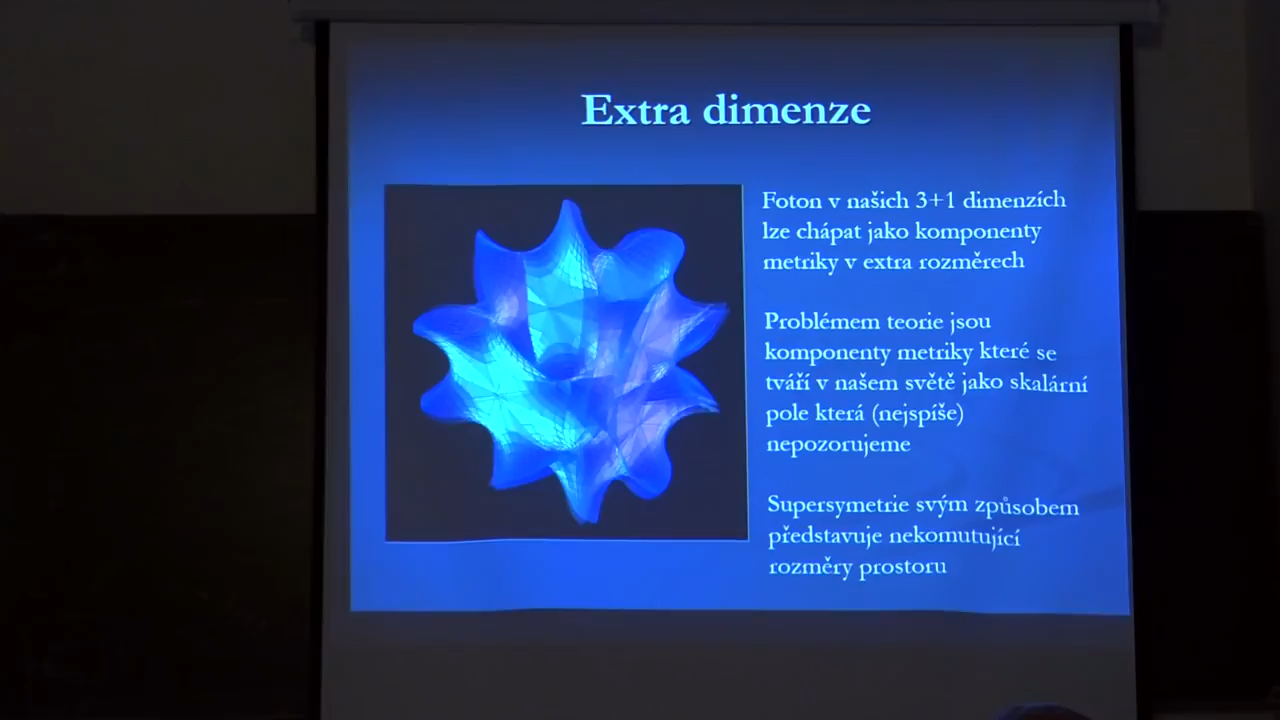 Extra dimenze
Foton v našich 3+1 dimenzích
lze chápat jako komponenty
metriky v extra rozměrech
Problémem teorie jsou
komponenty metriky které se
tváří v našem světě jako skalární
pole která (nejspíše)
nepozorujeme
Supersymetrie svým způsobem
představuje nekomutující
rozměry prostoru